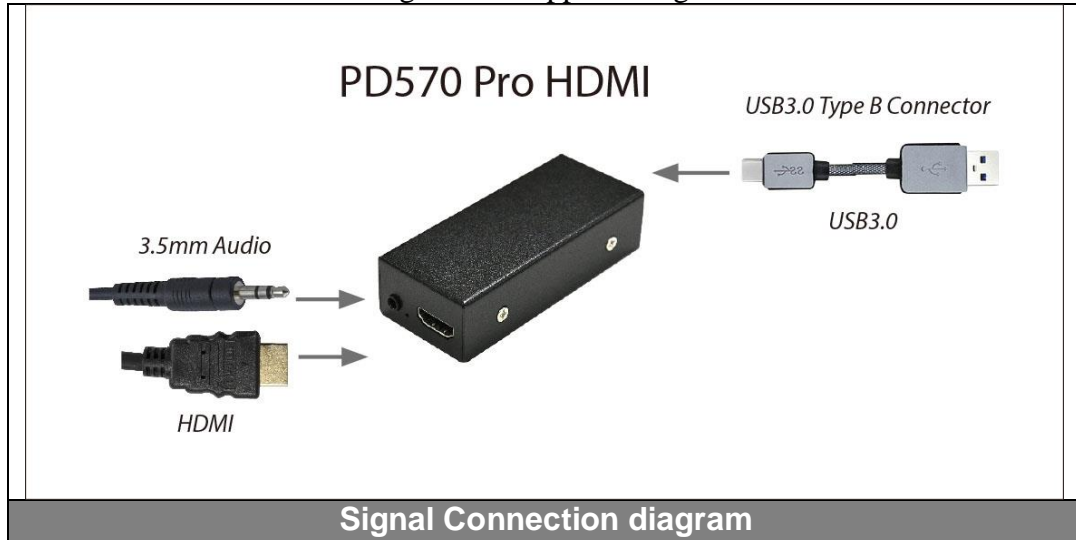 PD570 Pro HDMI
USB3.0 Type B Connector
USB3.0
3.5mm Audio
HDMI
Signal Connection diagram